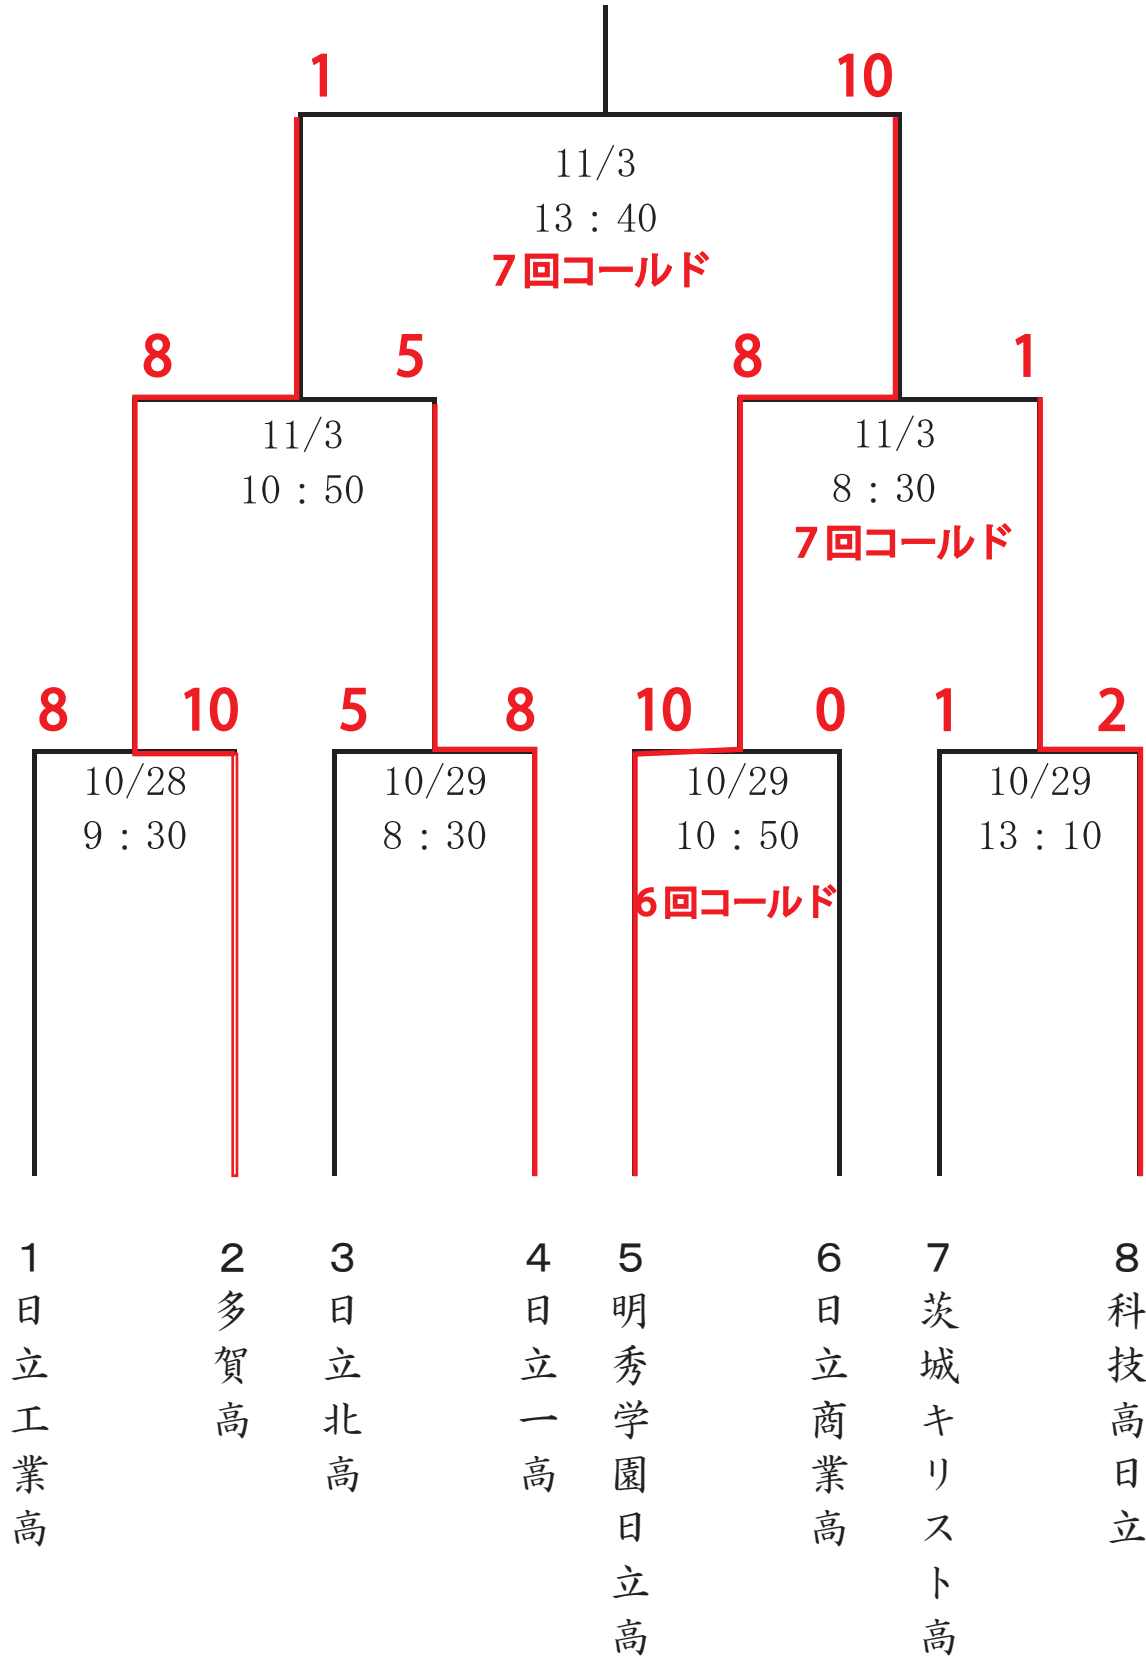 1 10
11/3
13：40
7回コールド
8 5 8 1
11/3 11/3
10：50 8：30
7回コールド
8 10 5 8 10 0 1 2
10/28 10/29 10/29 10/29
9：30 8：30 10：50 13：10
6回コールド
1 2 3 4 5 6 7 8
日立工業高
多賀高
日立北高
日立一高
明秀学園日立高
日立商業高
茨城キリスト高
科技高日立